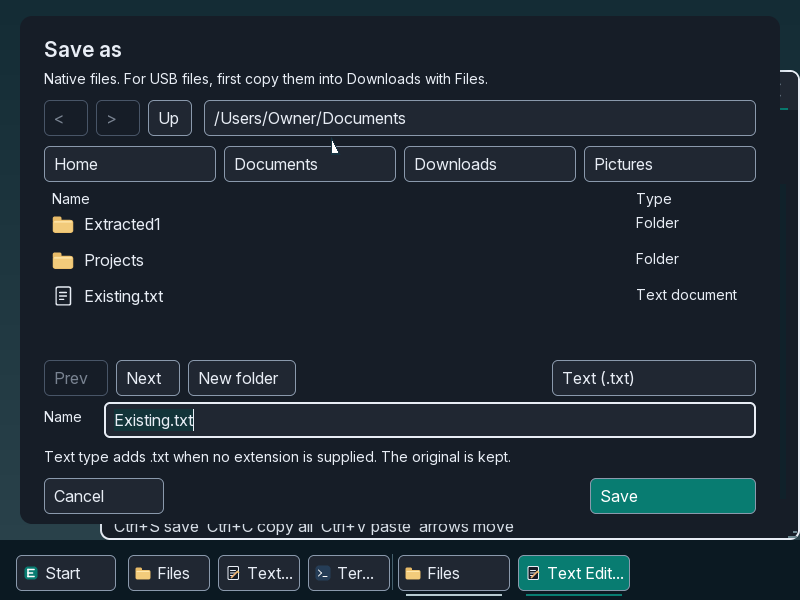 Save as
Native files. For USB files, first copy them into Downloads with Files.
< > Up /Users/Owner/Documents
Home Documents Downloads Pictures
Name Type
Extracted1 Folder
Projects Folder
Existing.txt Text document
Prev Next New folder Text (.txt)
Name Existing.txt
Text type adds .txt when no extension is supplied. The original is kept.
Cancel Save
Ctrl+S save Ctrl+C copy all Ctrl+V paste arrows move
Start Files Text... Ter... Files Text Edit...